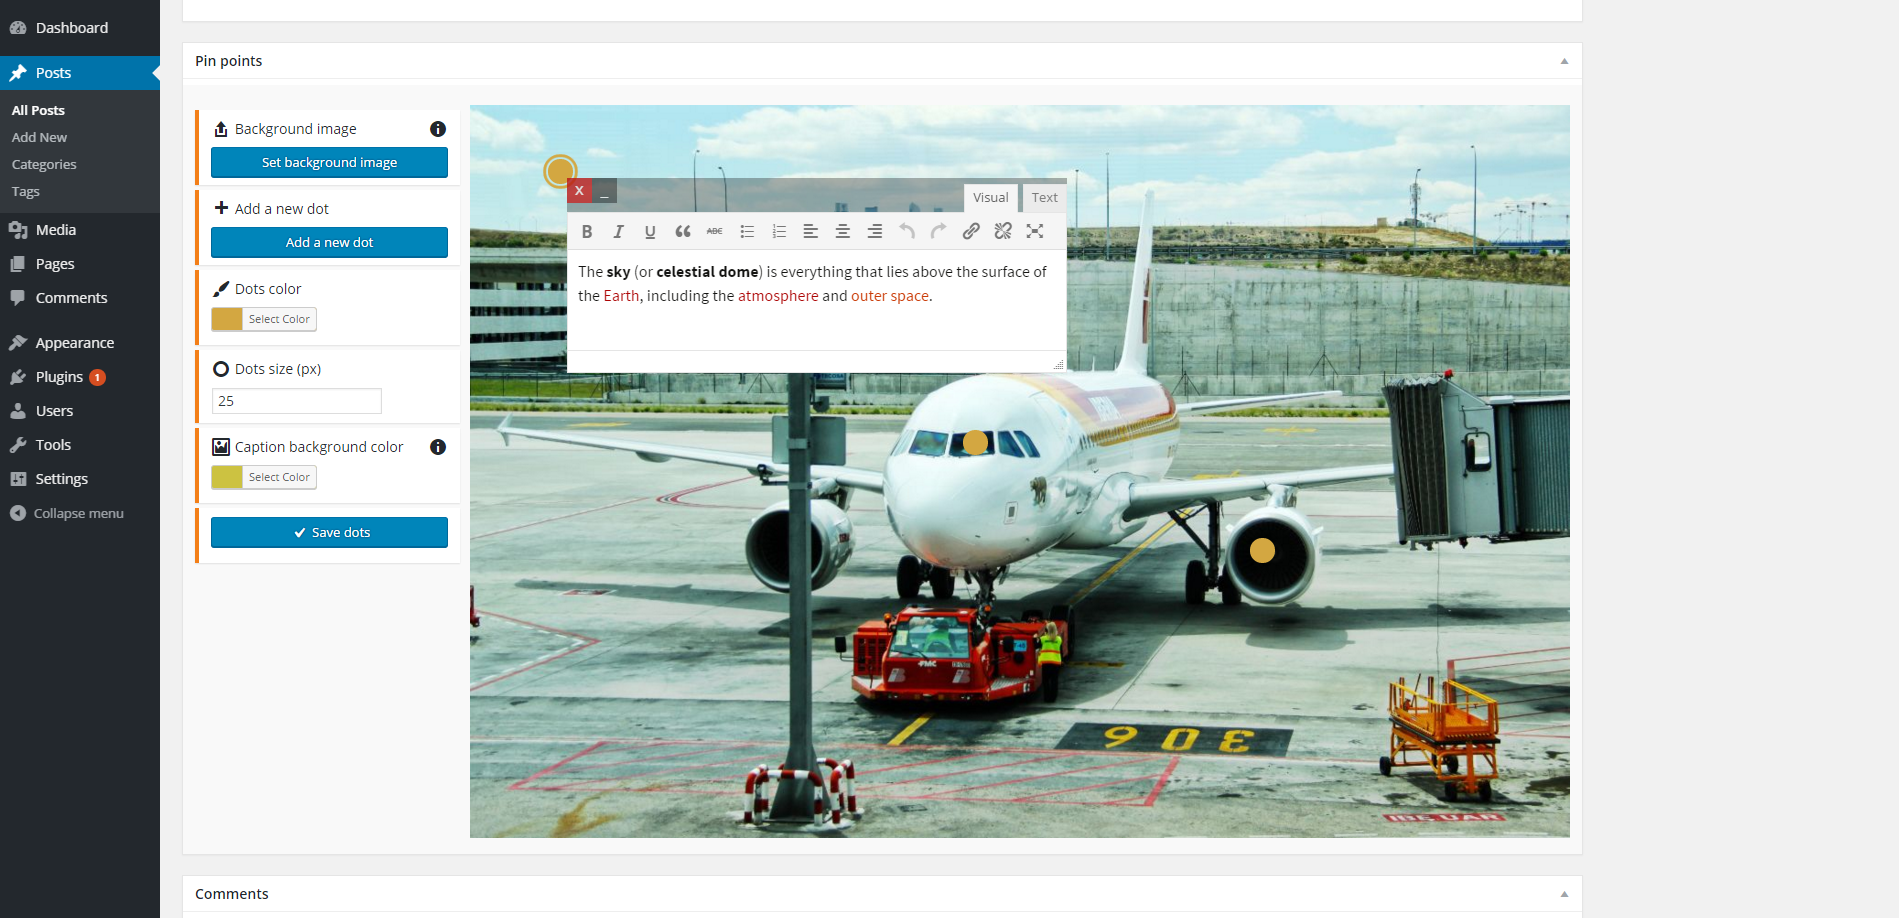 Dashboard
Posts
All Posts
Add New
Categories
Tags
Media
Pages
Comments
Appearance
Plugins 1
Users
Tools
Settings
Collapse menu
Pin points
Background image
Set background image
Add a new dot
Add a new dot
Dots color
Select Color
Dots size (px)
25
Caption background color
Select Color
Save dots
X _
Visual Text
B I U ABC
The sky (or celestial dome) is everything that lies above the surface of
the Earth, including the atmosphere and outer space.
FMC
306
Comments